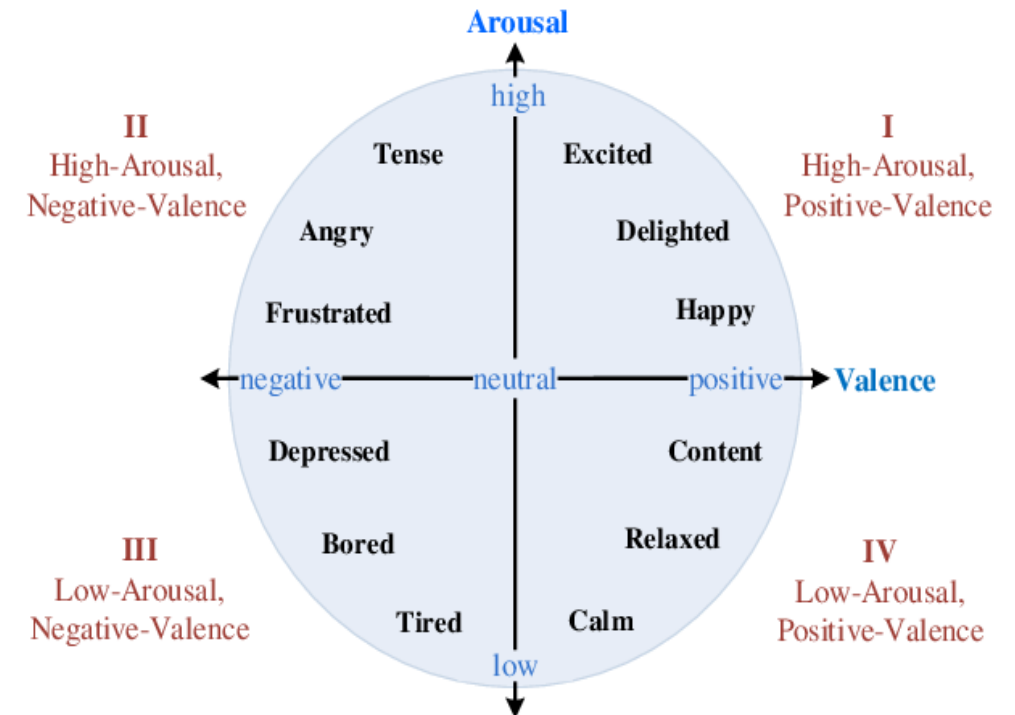 Arousal
high
II
High-Arousal,
Negative-Valence
I
High-Arousal,
Positive-Valence
Tense
Excited
Angry
Delighted
Frustrated
Happy
negative
neutral
positive
Valence
Depressed
Content
Bored
Relaxed
III
Low-Arousal,
Negative-Valence
IV
Low-Arousal,
Positive-Valence
Tired
Calm
low